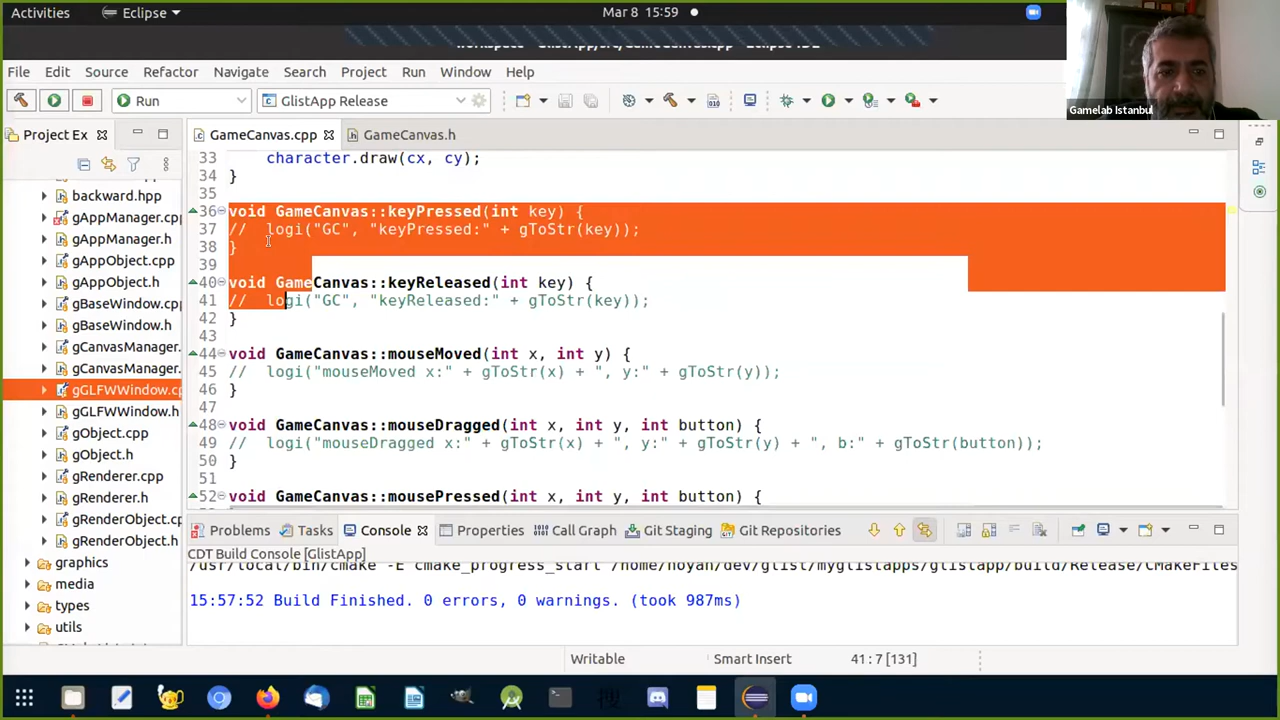 Activities
Eclipse
Mar 8 15:59
File Edit Source Refactor Navigate Search Project Run Window Help
Gamelab Istanbul
Run
GlistApp Release
Project Ex
GameCanvas.cpp
GameCanvas.h
backward.hpp
gAppManager.cpp
gAppManager.h
gAppObject.cpp
gAppObject.h
gBaseWindow.cpp
gBaseWindow.h
gCanvasManager.
gCanvasManager.
gGLFWWindow.cp
gGLFWWindow.h
gObject.cpp
gObject.h
gRenderer.cpp
gRenderer.h
gRenderObject.cp
gRenderObject.h
graphics
media
types
utils
33 character.draw(cx, cy);
34 }
35
36 void GameCanvas::keyPressed(int key) {
37 // logi("GC", "keyPressed:" + gToStr(key));
38 }
39
40 void GameCanvas::keyReleased(int key) {
41 // logi("GC", "keyReleased:" + gToStr(key));
42 }
43
44 void GameCanvas::mouseMoved(int x, int y) {
45 // logi("mouseMoved x:" + gToStr(x) + ", y:" + gToStr(y));
46 }
47
48 void GameCanvas::mouseDragged(int x, int y, int button) {
49 // logi("mouseDragged x:" + gToStr(x) + ", y:" + gToStr(y) + ", b:" + gToStr(button));
50 }
51
52 void GameCanvas::mousePressed(int x, int y, int button) {
Problems Tasks Console Properties Call Graph Git Staging Git Repositories
CDT Build Console [GlistApp]
/usr/local/bin/cmake -E cmake_progress_start /home/noyan/dev/glist/myglistapps/glistapp/build/Release/CMakeFiles
15:57:52 Build Finished. 0 errors, 0 warnings. (took 987ms)
Writable
Smart Insert
41 : 7 [131]